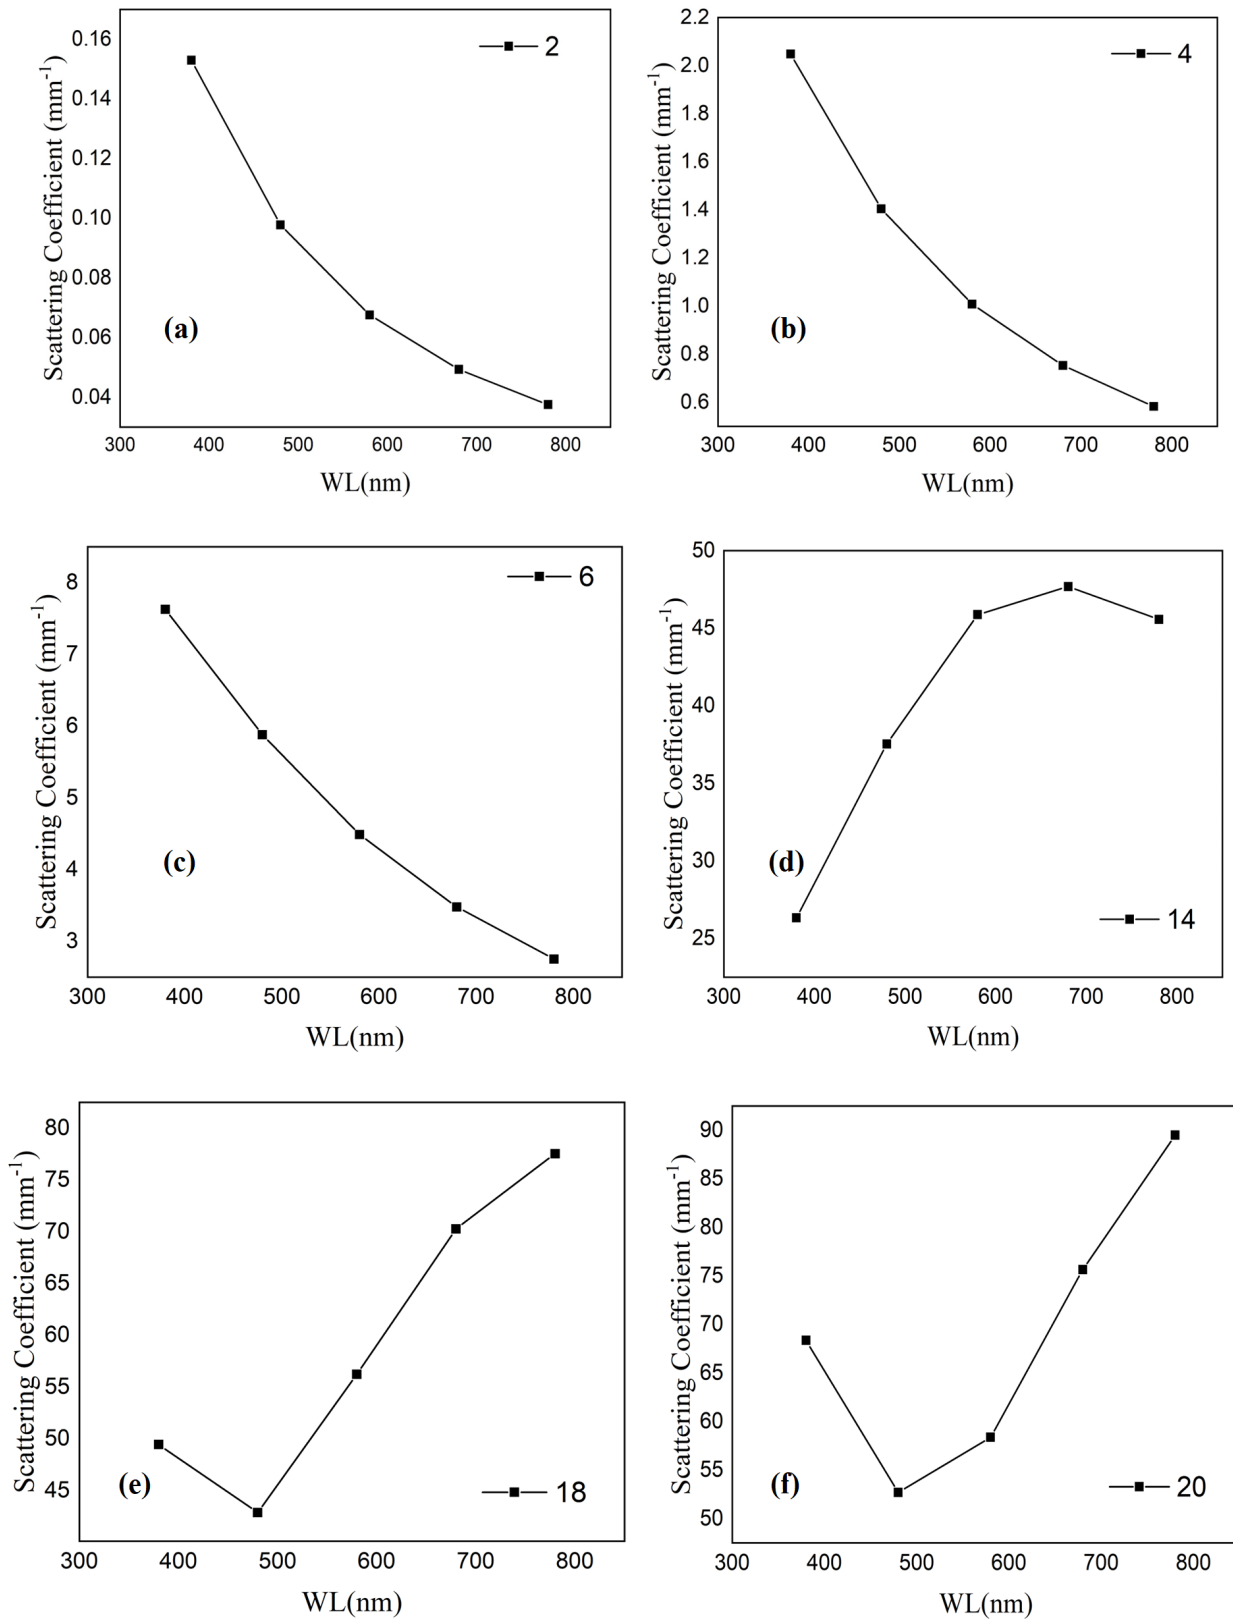 2
Scattering Coefficient (mm-1)
0.16
0.14
0.12
0.10
0.08
0.06
0.04
(a)
300 400 500 600 700 800
WL(nm)
4
Scattering Coefficient (mm-1)
2.2
2.0
1.8
1.6
1.4
1.2
1.0
0.8
0.6
(b)
300 400 500 600 700 800
WL(nm)
6
Scattering Coefficient (mm-1)
8
7
6
5
4
3
(c)
300 400 500 600 700 800
WL(nm)
Scattering Coefficient (mm-1)
50
45
40
35
30
25
(d)
14
300 400 500 600 700 800
WL(nm)
Scattering Coefficient (mm-1)
80
75
70
65
60
55
50
45
(e)
18
300 400 500 600 700 800
WL(nm)
Scattering Coefficient (mm-1)
90
85
80
75
70
65
60
55
50
(f)
20
300 400 500 600 700 800
WL(nm)